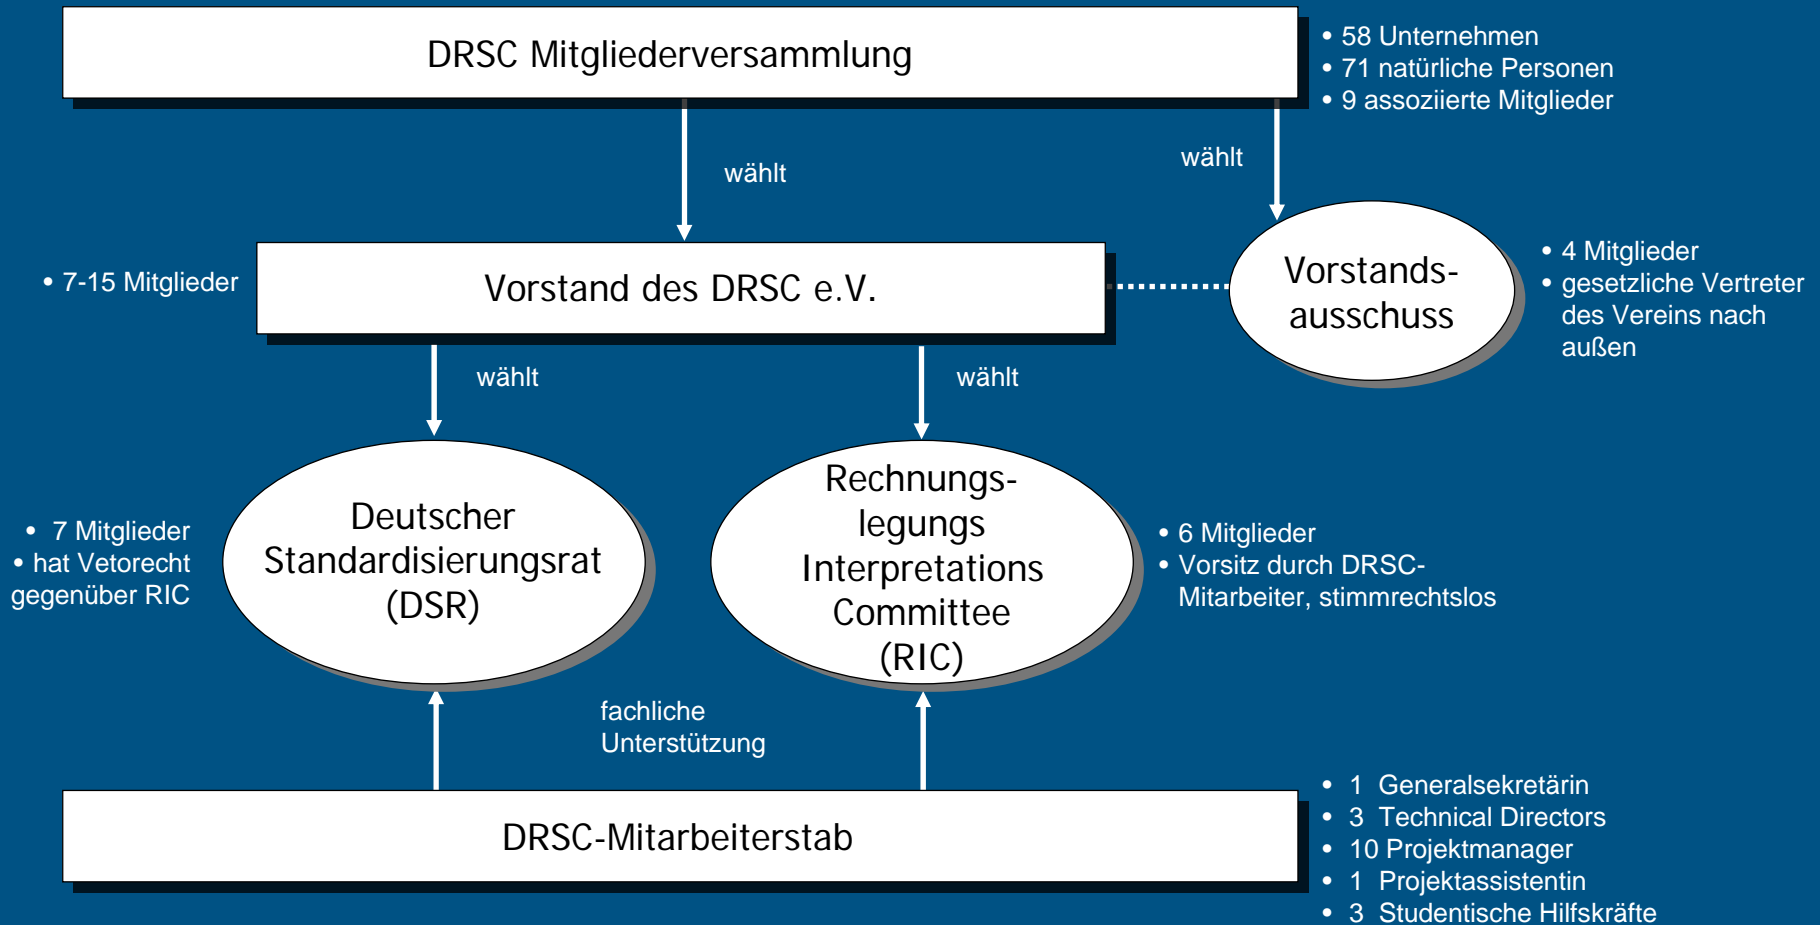 DRSC Mitgliederversammlung
• 58 Unternehmen
• 71 natürliche Personen
• 9 assoziierte Mitglieder
wählt
wählt
• 7-15 Mitglieder
Vorstand des DRSC e.V.
Vorstands-
ausschuss
• 4 Mitglieder
• gesetzliche Vertreter
des Vereins nach
außen
wählt
wählt
• 7 Mitglieder
• hat Vetorecht
gegenüber RIC
Deutscher
Standardisierungsrat
(DSR)
Rechnungs-
legungs
Interpretations
Committee
(RIC)
• 6 Mitglieder
• Vorsitz durch DRSC-
Mitarbeiter, stimmrechtslos
fachliche
Unterstützung
DRSC-Mitarbeiterstab
• 1 Generalsekretärin
• 3 Technical Directors
• 10 Projektmanager
• 1 Projektassistentin
• 3 Studentische Hilfskräfte